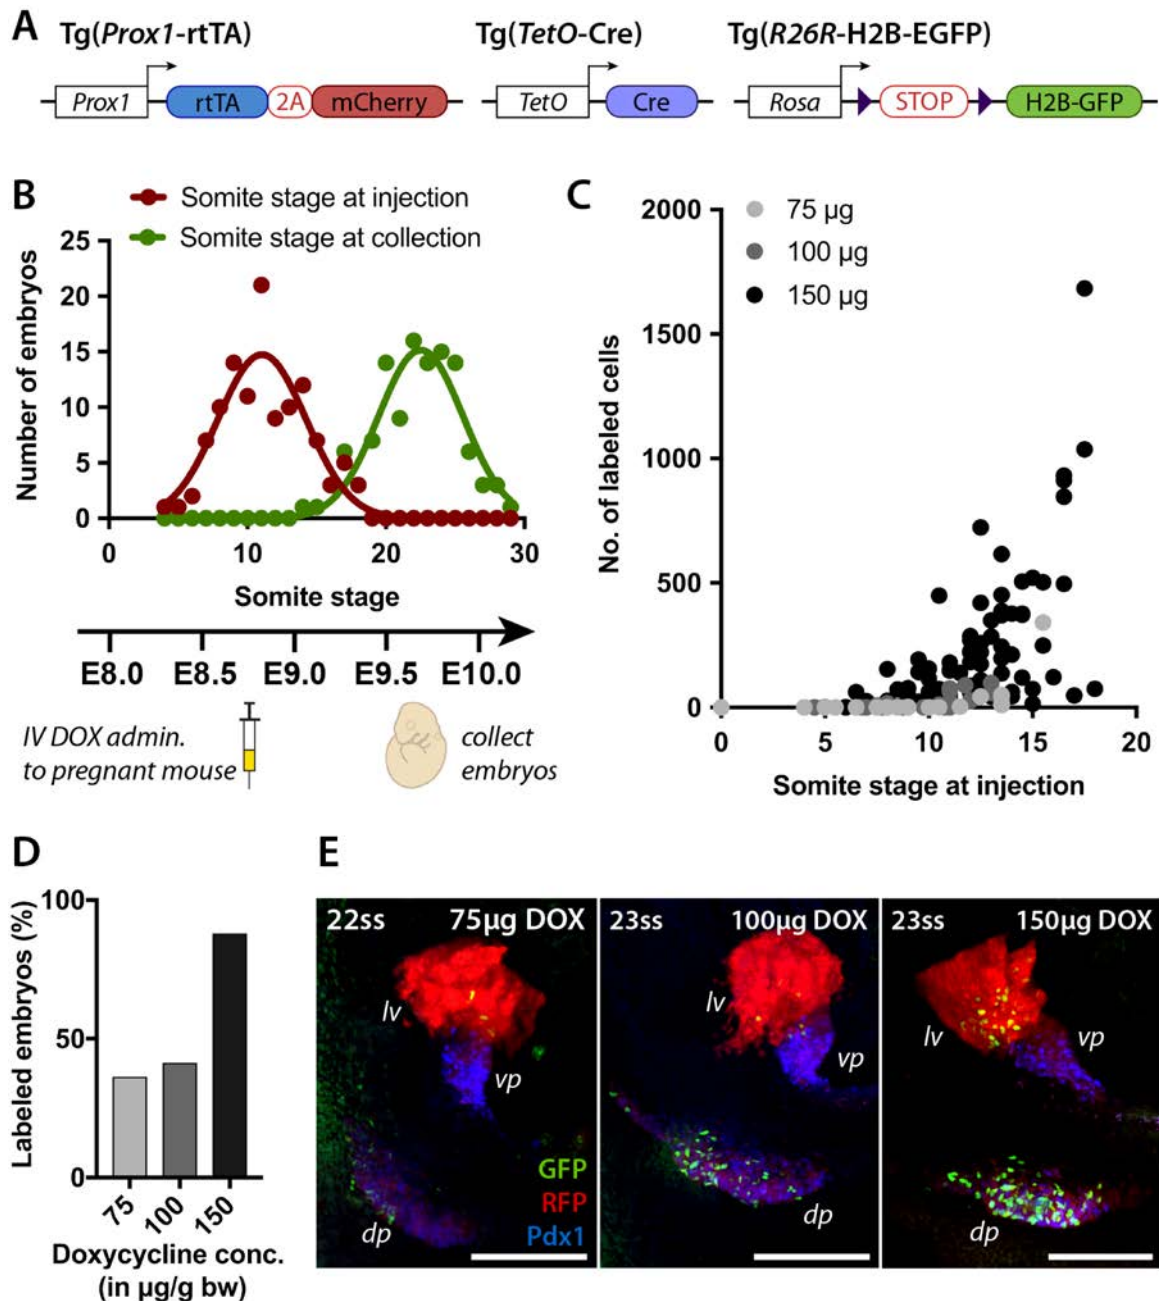 A
Tg(Prox1-rtTA)
Tg(TetO-Cre)
Tg(R26R-H2B-EGFP)
Prox1
rtTA
2A
mCherry
TetO
Cre
Rosa
STOP
H2B-GFP
B
Somite stage at injection
Somite stage at collection
Number of embryos
25
20
15
10
5
0
0
10
20
30
Somite stage
E8.0
E8.5
E9.0
E9.5
E10.0
IV DOX admin.
to pregnant mouse
collect
embryos
C
75 µg
100 µg
150 µg
No. of labeled cells
2000
1500
1000
500
0
0
5
10
15
20
Somite stage at injection
D
Labeled embryos (%)
100
50
0
75
100
150
Doxycycline conc.
(in µg/g bw)
E
22ss
75µg DOX
lv
vp
dp
GFP
RFP
Pdx1
23ss
100µg DOX
lv
vp
dp
23ss
150µg DOX
lv
vp
dp